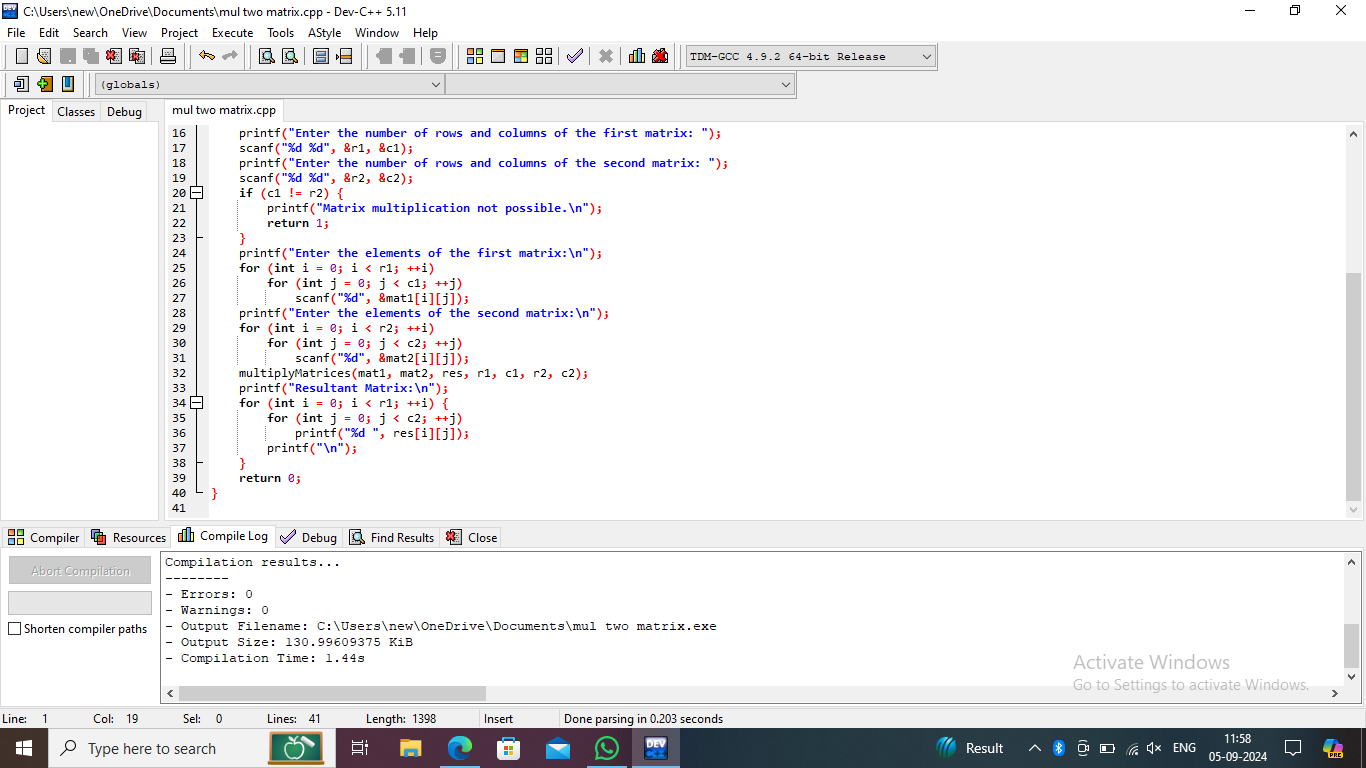 C:\Users\new\OneDrive\Documents\mul two matrix.cpp - Dev-C++ 5.11
File Edit Search View Project Execute Tools AStyle Window Help
TDM-GCC 4.9.2 64-bit Release
(globals)
Project Classes Debug
mul two matrix.cpp
16 printf("Enter the number of rows and columns of the first matrix: ");
17 scanf("%d %d", &r1, &c1);
18 printf("Enter the number of rows and columns of the second matrix: ");
19 scanf("%d %d", &r2, &c2);
20 if (c1 != r2) {
21 printf("Matrix multiplication not possible.\n");
22 return 1;
23 }
24 printf("Enter the elements of the first matrix:\n");
25 for (int i = 0; i < r1; ++i)
26 for (int j = 0; j < c1; ++j)
27 scanf("%d", &mat1[i][j]);
28 printf("Enter the elements of the second matrix:\n");
29 for (int i = 0; i < r2; ++i)
30 for (int j = 0; j < c2; ++j)
31 scanf("%d", &mat2[i][j]);
32 multiplyMatrices(mat1, mat2, res, r1, c1, r2, c2);
33 printf("Resultant Matrix:\n");
34 for (int i = 0; i < r1; ++i) {
35 for (int j = 0; j < c2; ++j)
36 printf("%d ", res[i][j]);
37 printf("\n");
38 }
39 return 0;
40 }
41
Compiler Resources Compile Log Debug Find Results Close
Abort Compilation
Shorten compiler paths
Compilation results...
--------
- Errors: 0
- Warnings: 0
- Output Filename: C:\Users\new\OneDrive\Documents\mul two matrix.exe
- Output Size: 130.99609375 KiB
- Compilation Time: 1.44s
Activate Windows
Go to Settings to activate Windows.
Line: 1 Col: 19 Sel: 0 Lines: 41 Length: 1398 Insert Done parsing in 0.203 seconds
Type here to search
DEV
Result
ENG
11:58
05-09-2024
PRE